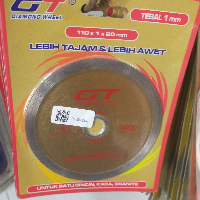 GT
DIAMOND WHEEL
TEBAL 1 mm
110 x 1 x 20 mm
LEBIH TAJAM & LEBIH AWET
GT
UNTUK BATU CINCIN, KACA, GRANITE